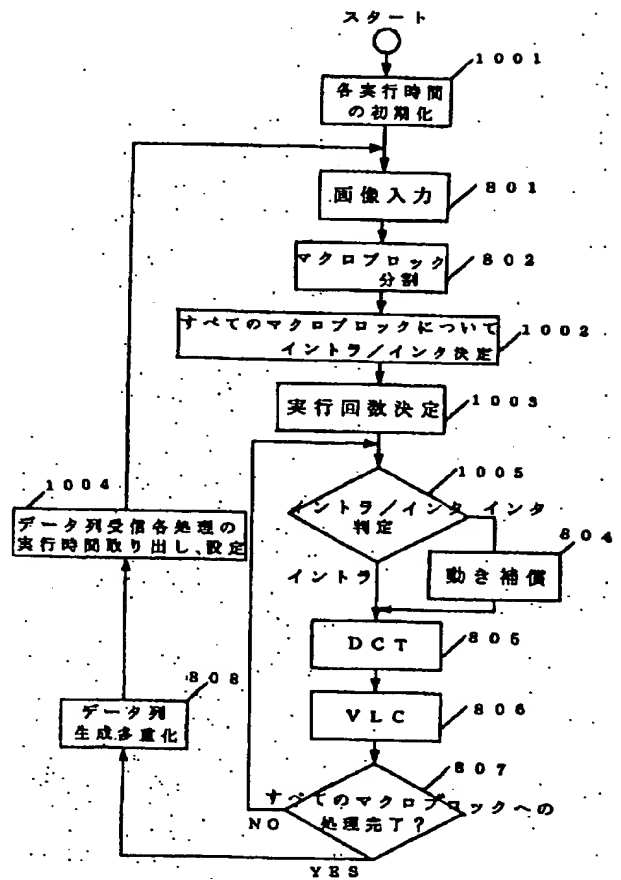 スタート
1001
各実行時間
の初期化
画像入力
801
マクロブロック
分割
802
すべてのマクロブロックについて
イントラ/インタ決定
1002
実行回数決定
1003
1004
データ列受信各処理の
実行時間取り出し、設定
1005
イントラ/インタ
判定
インタ
804
イントラ
動き補償
DCT
805
808
データ列
生成多重化
VLC
806
807
すべてのマクロブロックへの
処理完了?
NO
YES